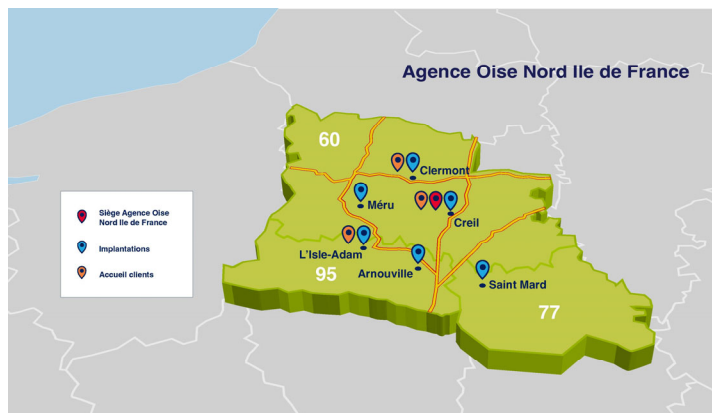 Agence Oise Nord Ile de France
60
Clermont
Méru
Creil
L'Isle-Adam
Arnouville
95
Saint Mard
77
Siège Agence Oise
Nord Ile de France
Implantations
Accueil clients